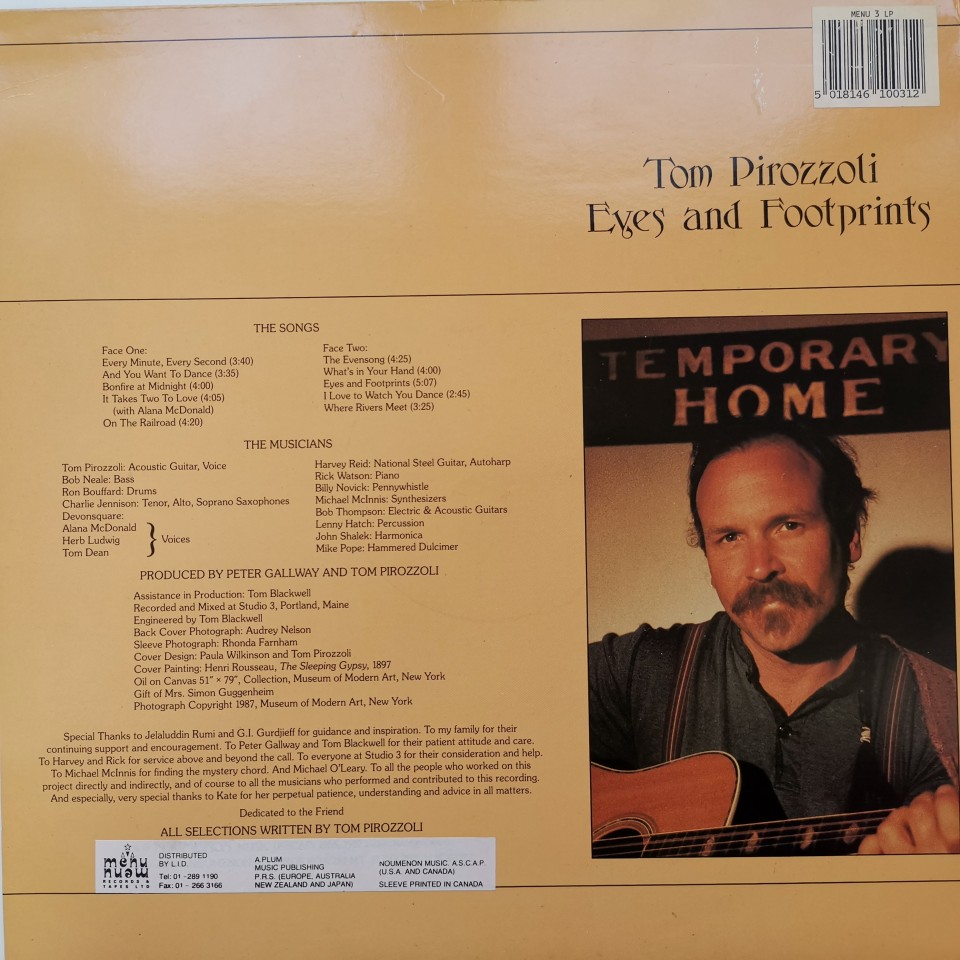 MENU 3 LP
5 018146 100312
Tom Pirozzoli
Eyes and Footprints
THE SONGS
Face One:
Every Minute, Every Second (3:40)
And You Want To Dance (3:35)
Bonfire at Midnight (4:00)
It Takes Two To Love (4:05)
(with Alana McDonald)
On The Railroad (4:20)
Face Two:
The Evensong (4:25)
What's in Your Hand (4:00)
Eyes and Footprints (5:07)
I Love to Watch You Dance (2:45)
Where Rivers Meet (3:25)
THE MUSICIANS
Tom Pirozzoli: Acoustic Guitar, Voice
Bob Neale: Bass
Ron Bouffard: Drums
Charlie Jennison: Tenor, Alto, Soprano Saxophones
Devonsquare:
Alana McDonald
Herb Ludwig
Tom Dean
Voices
Harvey Reid: National Steel Guitar, Autoharp
Rick Watson: Piano
Billy Novick: Pennywhistle
Michael McInnis: Synthesizers
Bob Thompson: Electric & Acoustic Guitars
Lenny Hatch: Percussion
John Shalek: Harmonica
Mike Pope: Hammered Dulcimer
PRODUCED BY PETER GALLWAY AND TOM PIROZZOLI
Assistance in Production: Tom Blackwell
Recorded and Mixed at Studio 3, Portland, Maine
Engineered by Tom Blackwell
Back Cover Photograph: Audrey Nelson
Sleeve Photograph: Rhonda Farnham
Cover Design: Paula Wilkinson and Tom Pirozzoli
Cover Painting: Henri Rousseau, The Sleeping Gypsy, 1897
Oil on Canvas 51" × 79", Collection, Museum of Modern Art, New York
Gift of Mrs. Simon Guggenheim
Photograph Copyright 1987, Museum of Modern Art, New York
Special Thanks to Jelaluddin Rumi and G.I. Gurdjieff for guidance and inspiration. To my family for their
continuing support and encouragement. To Peter Gallway and Tom Blackwell for their patient attitude and care.
To Harvey and Rick for service above and beyond the call. To everyone at Studio 3 for their consideration and help.
To Michael McInnis for finding the mystery chord. And Michael O'Leary. To all the people who worked on this
project directly and indirectly, and of course to all the musicians who performed and contributed to this recording.
And especially, very special thanks to Kate for her perpetual patience, understanding and advice in all matters.
Dedicated to the Friend
ALL SELECTIONS WRITTEN BY TOM PIROZZOLI
menu
menu
RECORDS &
TAPES LTD
DISTRIBUTED
BY L.I.D.
Tel: 01-289 1190
Fax: 01-266 3166
A.PLUM
MUSIC PUBLISHING
P.R.S. (EUROPE, AUSTRALIA
NEW ZEALAND AND JAPAN)
NOUMENON MUSIC. A.S.C.A.P.
(U.S.A. AND CANADA)
SLEEVE PRINTED IN CANADA
TEMPORARY
HOME